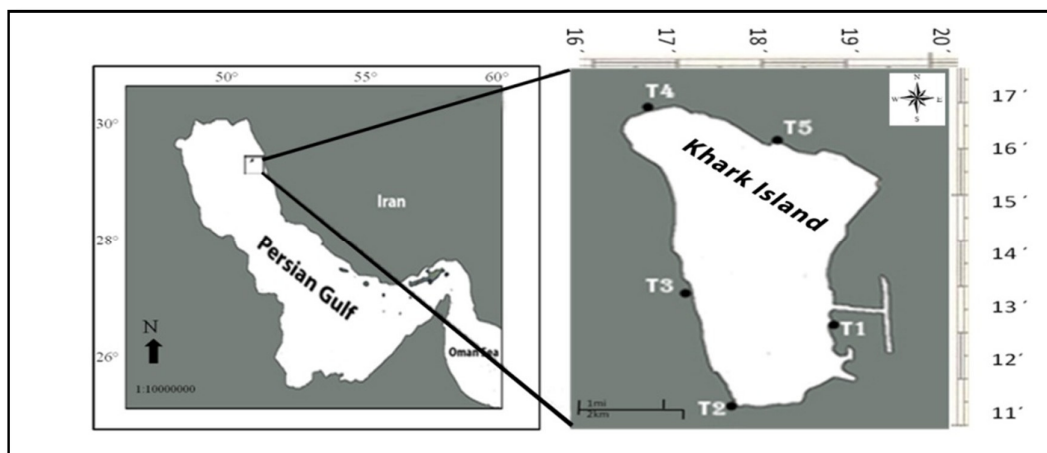 50° 55° 60°
30°
28°
26°
Iran
Persian Gulf
Oman Sea
N
1:10000000
16´ 17´ 18´ 19´ 20´
17´
16´
15´
14´
13´
12´
11´
N
W E
S
T4
T5
Khark Island
T3
T1
T2
1mi
2km